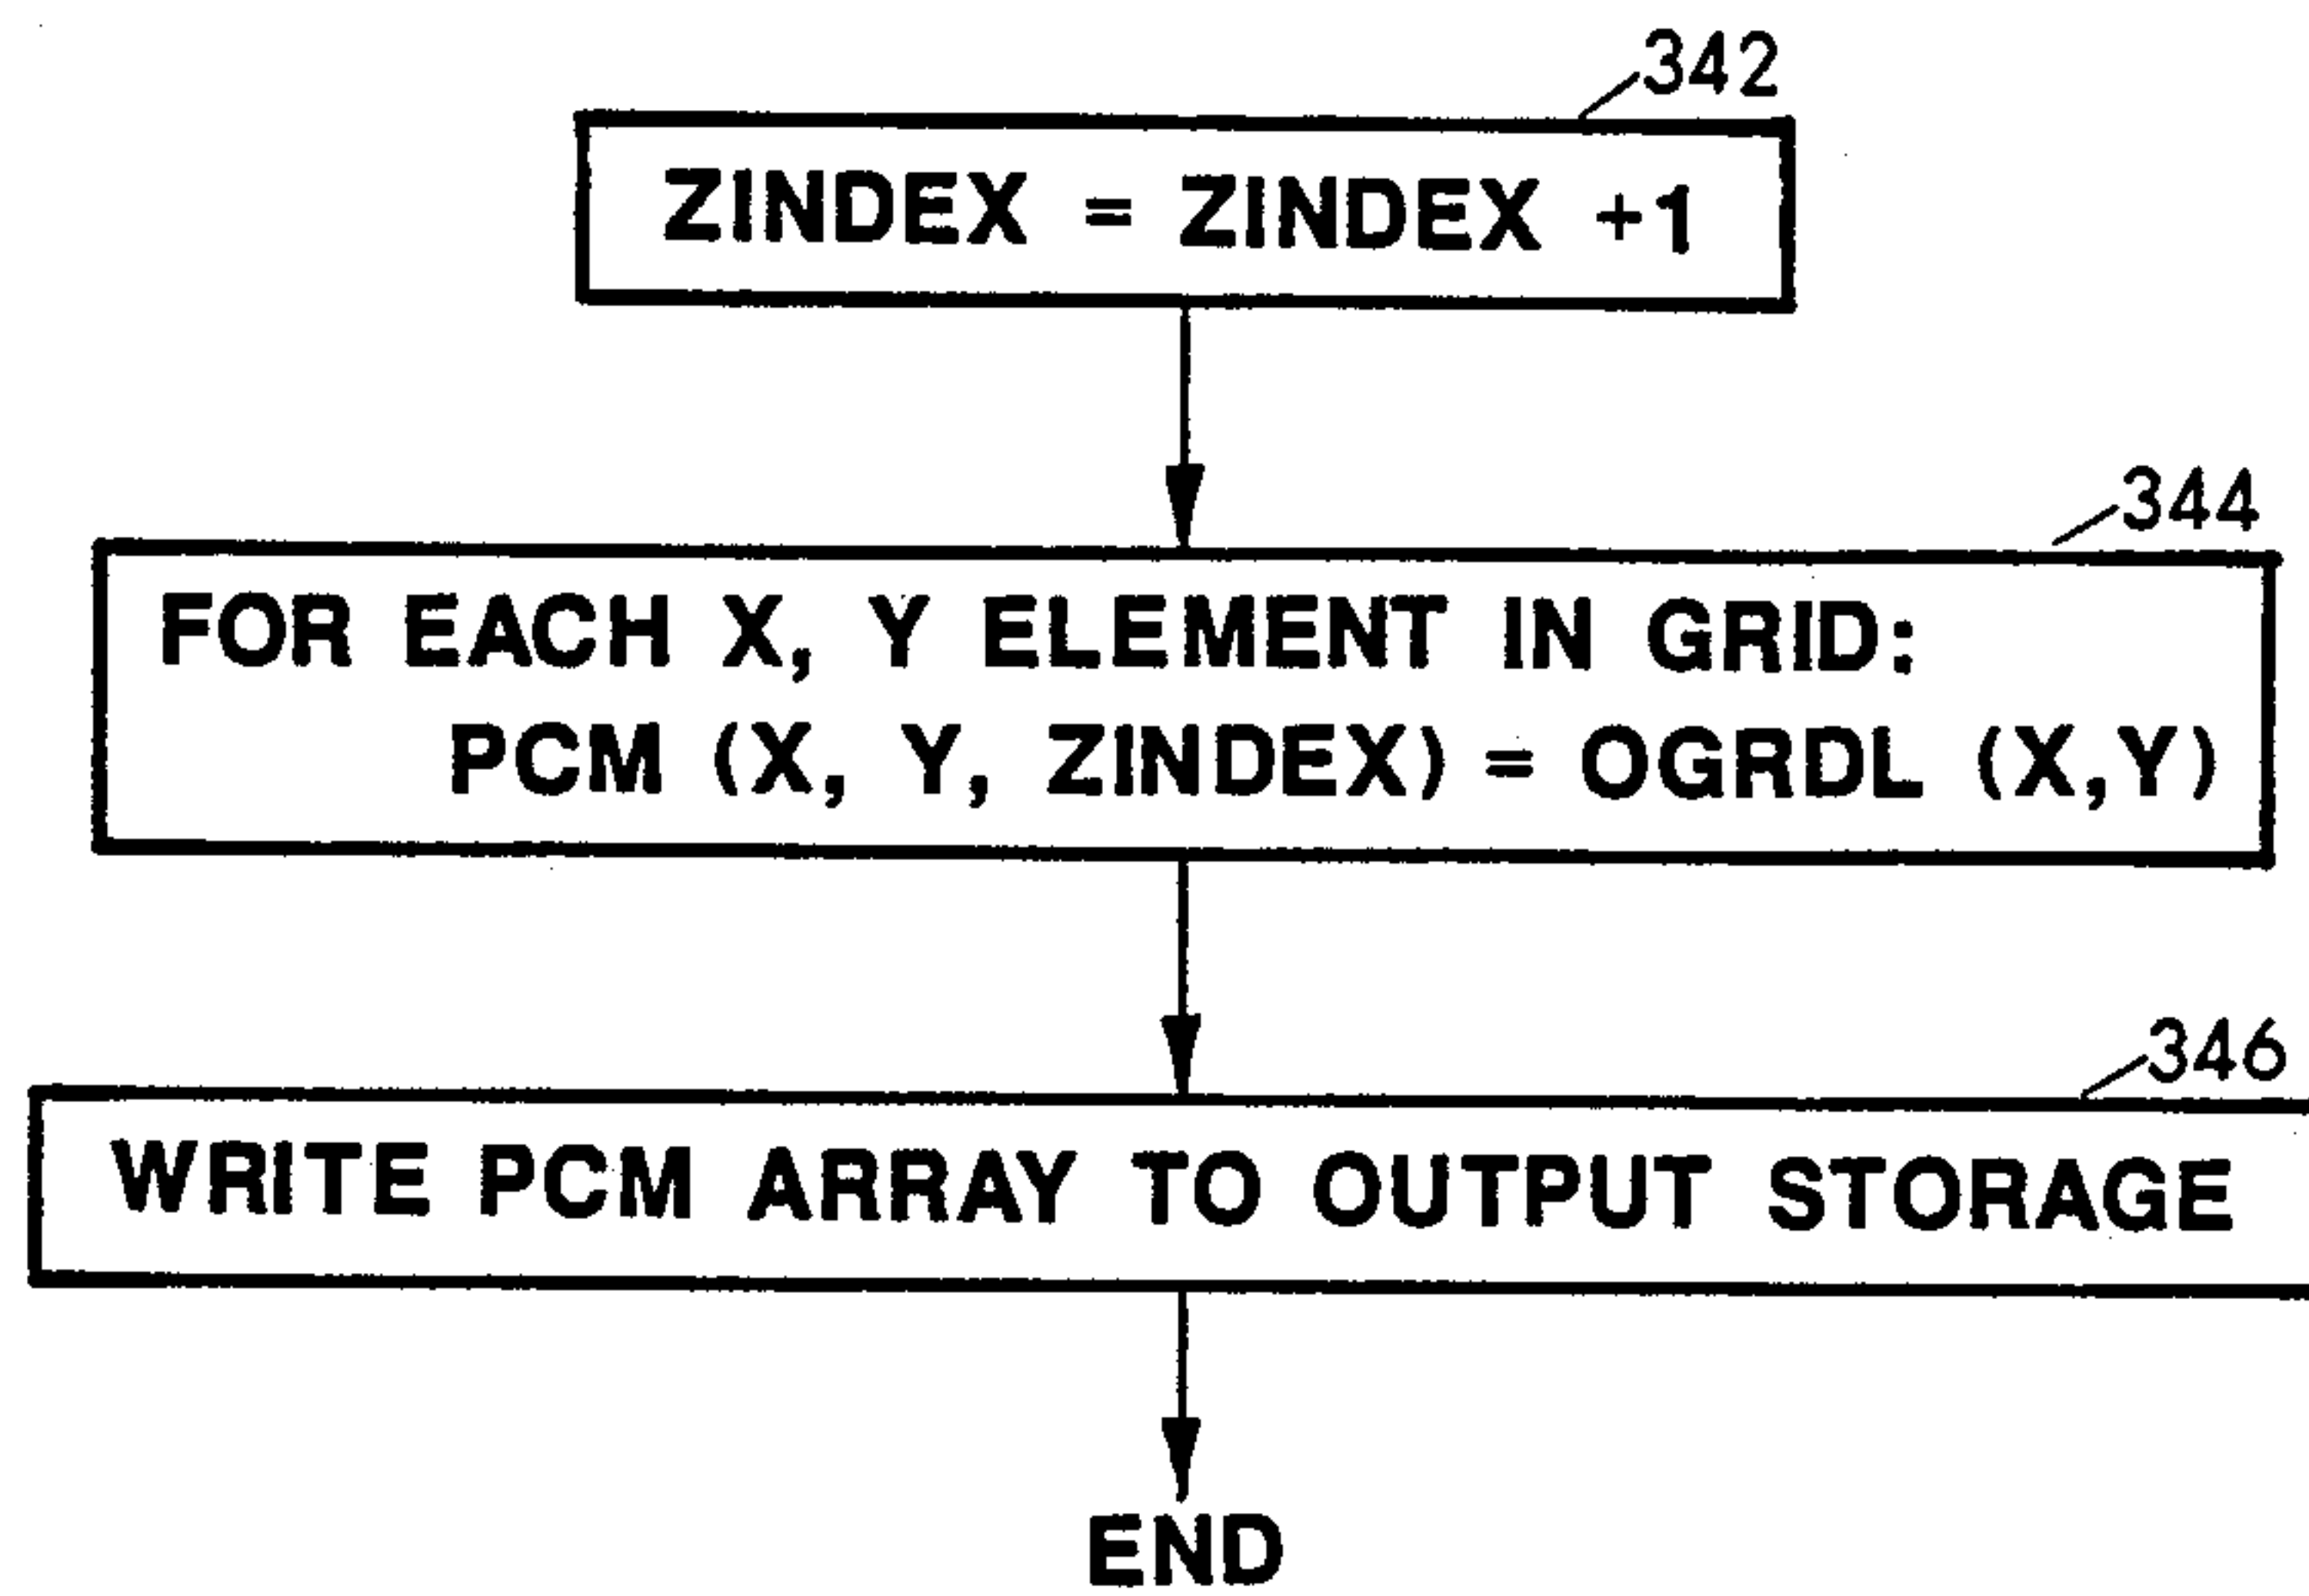 342
ZINDEX = ZINDEX +1
344
FOR EACH X, Y ELEMENT IN GRID:
PCM (X, Y, ZINDEX) = OGRDL (X,Y)
346
WRITE PCM ARRAY TO OUTPUT STORAGE
END